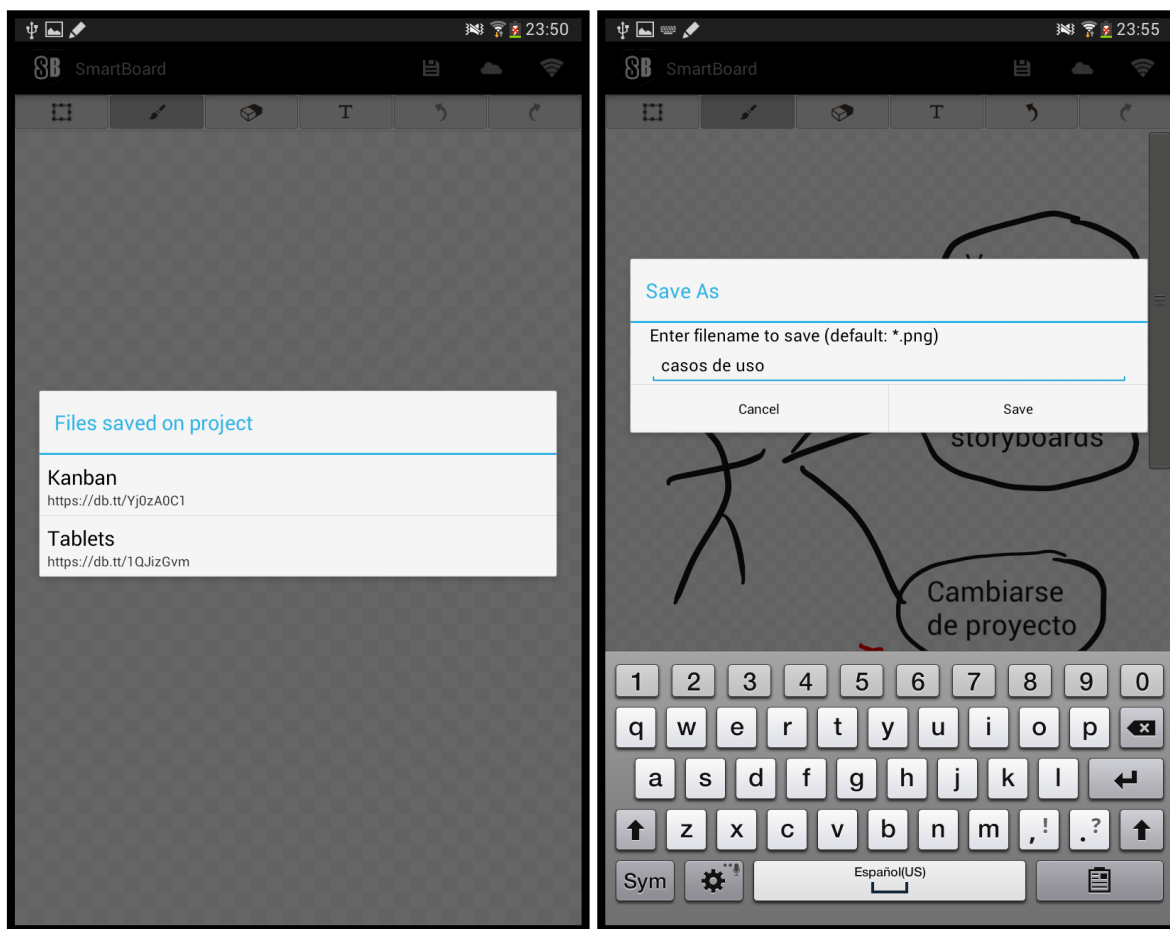 23:50
SB SmartBoard
T
Files saved on project
Kanban
https://db.tt/Yj0zA0C1
Tablets
https://db.tt/1QJizGvm
23:55
SB SmartBoard
T
Save As
Enter filename to save (default: *.png)
casos de uso
Cancel Save
storyboards
Cambiarse
de proyecto
1 2 3 4 5 6 7 8 9 0
q w e r t y u i o p
a s d f g h j k l
z x c v b n m ,! .?
Sym Español(US)